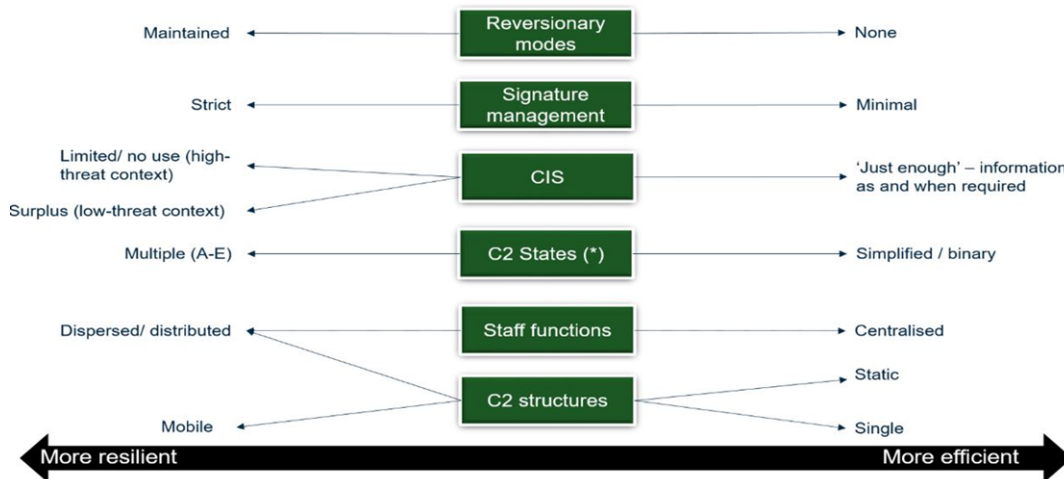 Maintained
Reversionary
modes
None
Strict
Signature
management
Minimal
Limited/ no use (high-
threat context)
Surplus (low-threat context)
CIS
‘Just enough’ – information
as and when required
Multiple (A-E)
C2 States (*)
Simplified / binary
Dispersed/ distributed
Staff functions
Centralised
Mobile
C2 structures
Static
Single
More resilient
More efficient